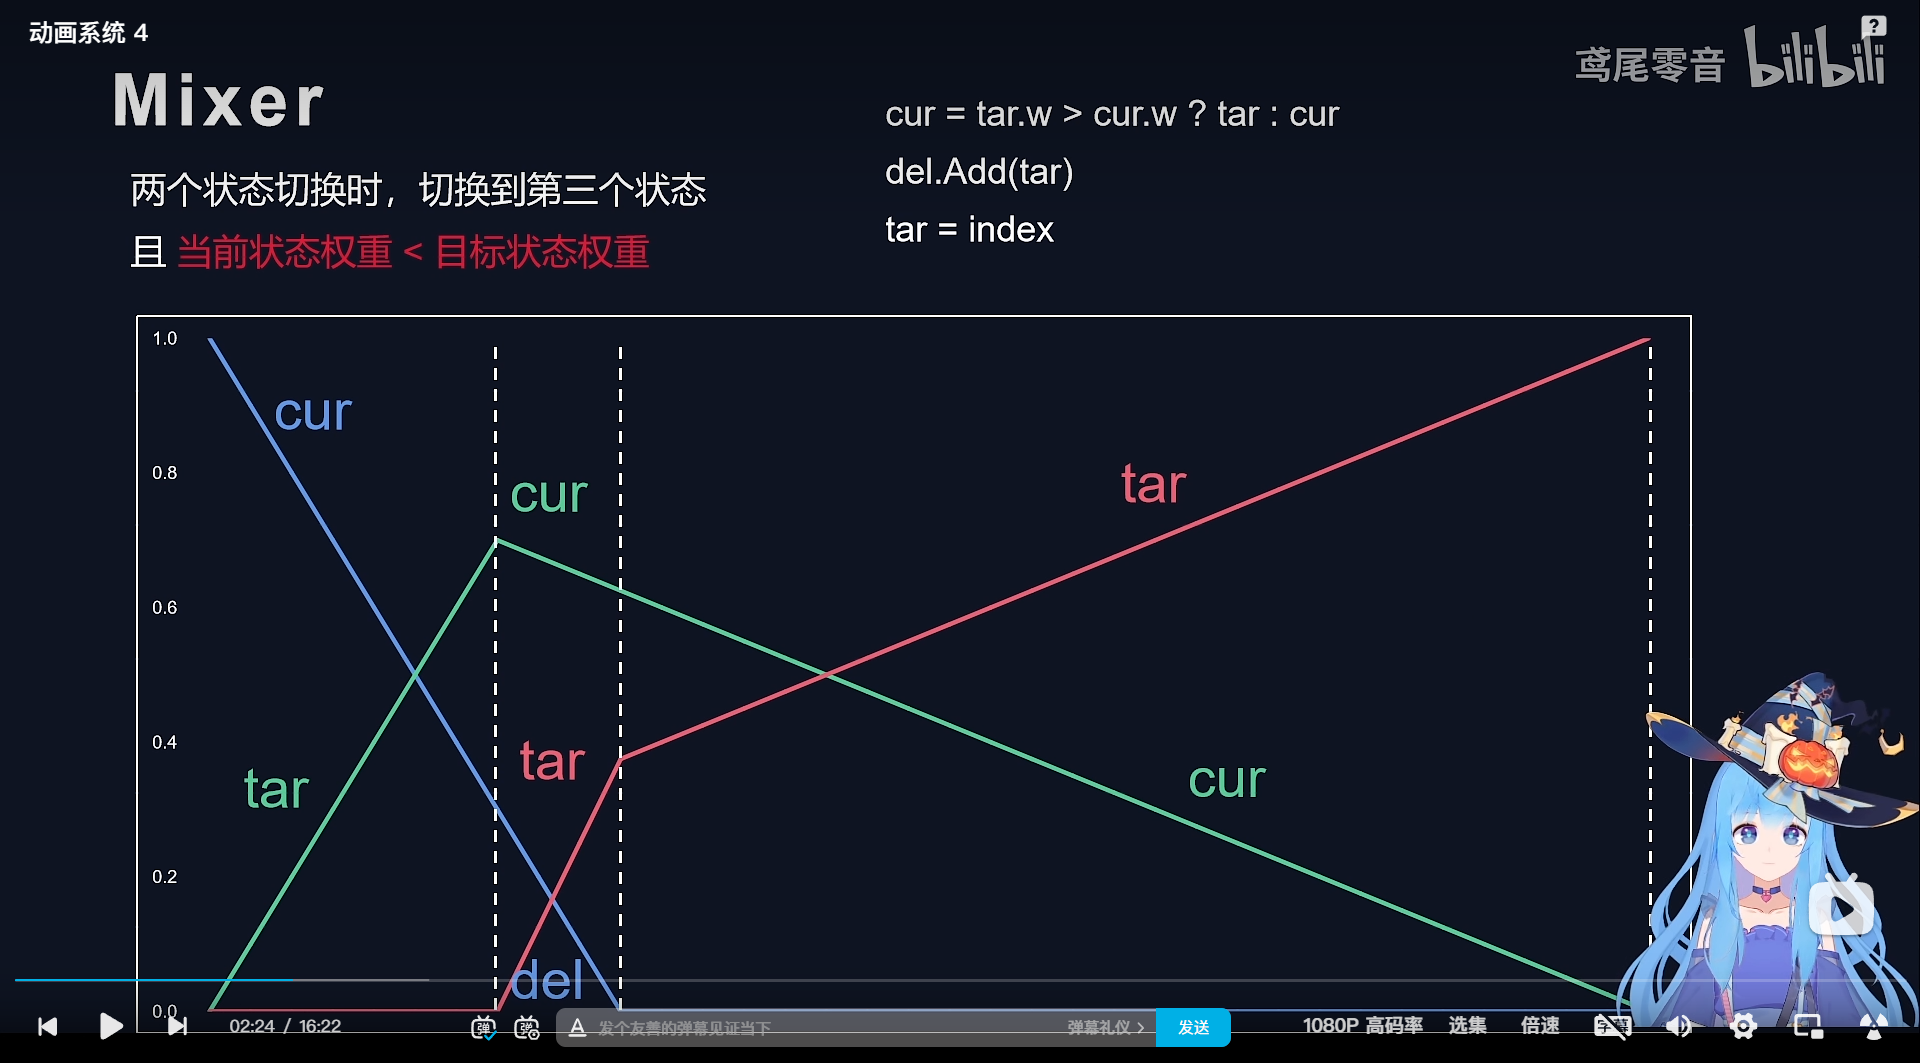 动画系统 4
?
鸢尾零音 bilibili
Mixer
两个状态切换时，切换到第三个状态
且 当前状态权重 < 目标状态权重
cur = tar.w > cur.w ? tar : cur
del.Add(tar)
tar = index
1.0
0.8
0.6
0.4
0.2
0.0
cur
cur
tar
tar
tar
cur
del
02:24 / 16:22
弹
弹
A 发个友善的弹幕见证当下
弹幕礼仪 >
发送
1080P 高码率
选集
倍速
字幕